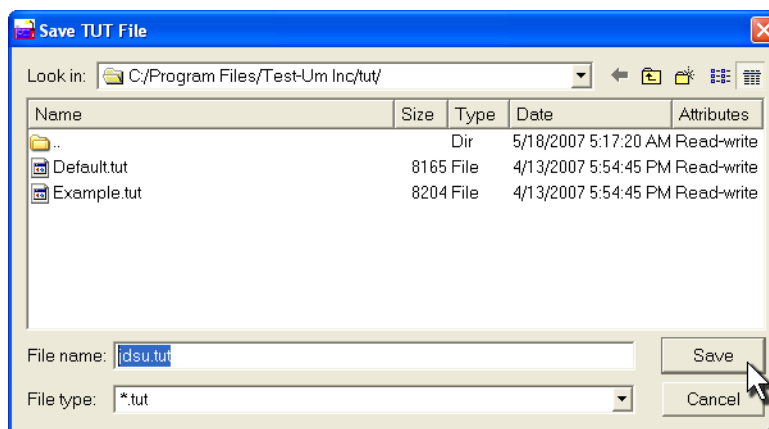 Save TUT File
Look in: C:/Program Files/Test-Um Inc/tut/
Name Size Type Date Attributes
.. Dir 5/18/2007 5:17:20 AM Read-write
Default.tut 8165 File 4/13/2007 5:54:45 PM Read-write
Example.tut 8204 File 4/13/2007 5:54:45 PM Read-write
File name: jdsu.tut Save
File type: *.tut Cancel